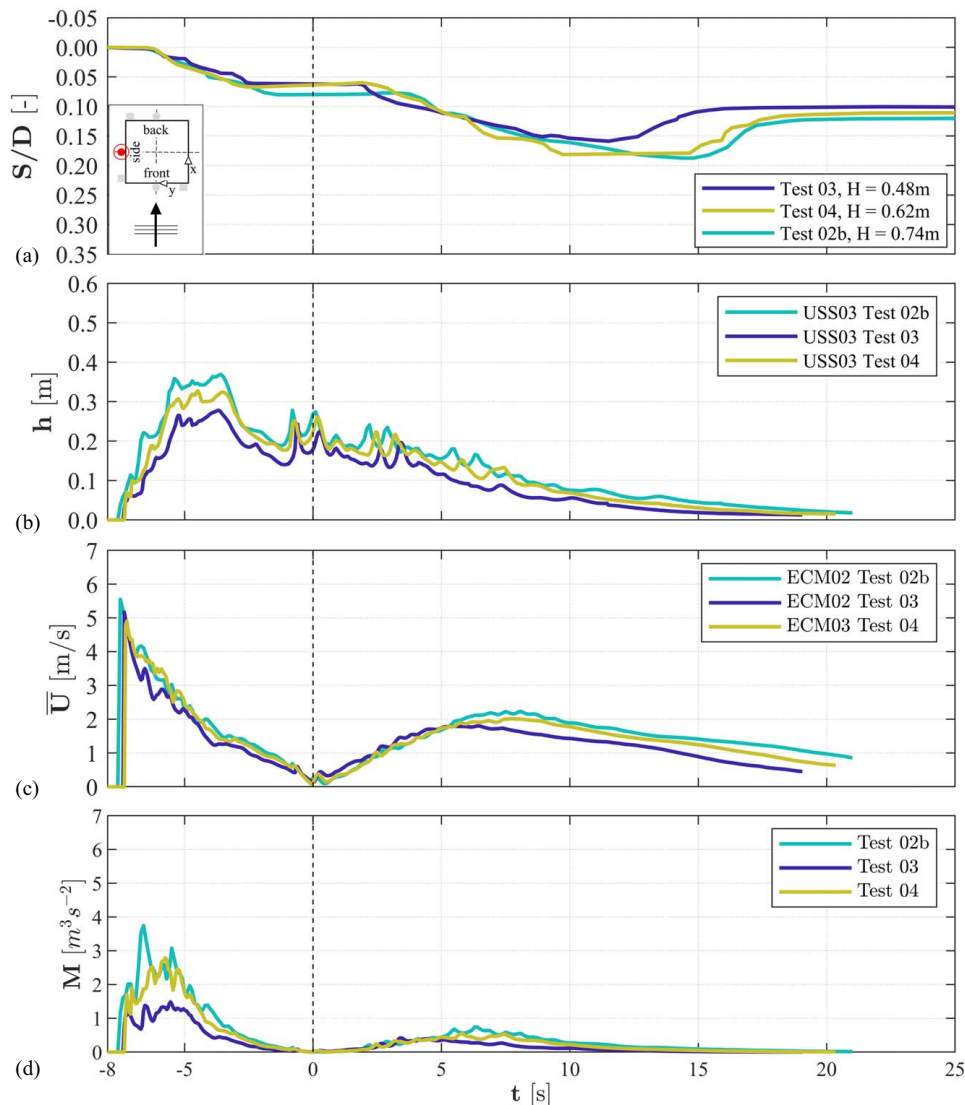 -0.05
0.00
0.05
0.10
0.15
0.20
0.25
0.30
0.35
S/D [-]
back
side
front
x
y
Test 03, H = 0.48m
Test 04, H = 0.62m
Test 02b, H = 0.74m
(a)
0.6
0.5
0.4
0.3
0.2
0.1
0.0
h [m]
USS03 Test 02b
USS03 Test 03
USS03 Test 04
(b)
7
6
5
4
3
2
1
0
U̅ [m/s]
ECM02 Test 02b
ECM02 Test 03
ECM03 Test 04
(c)
7
6
5
4
3
2
1
0
M [m³s⁻²]
Test 02b
Test 03
Test 04
(d)
-8 -5 0 5 10 15 20 25
t [s]